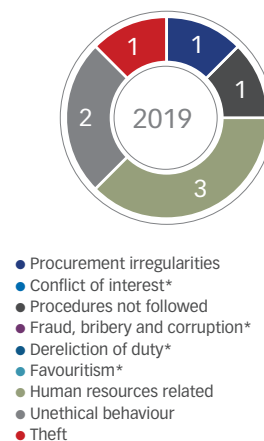 1
1
1
2
2019
3
Procurement irregularities
Conflict of interest*
Procedures not followed
Fraud, bribery and corruption*
Dereliction of duty*
Favouritism*
Human resources related
Unethical behaviour
Theft